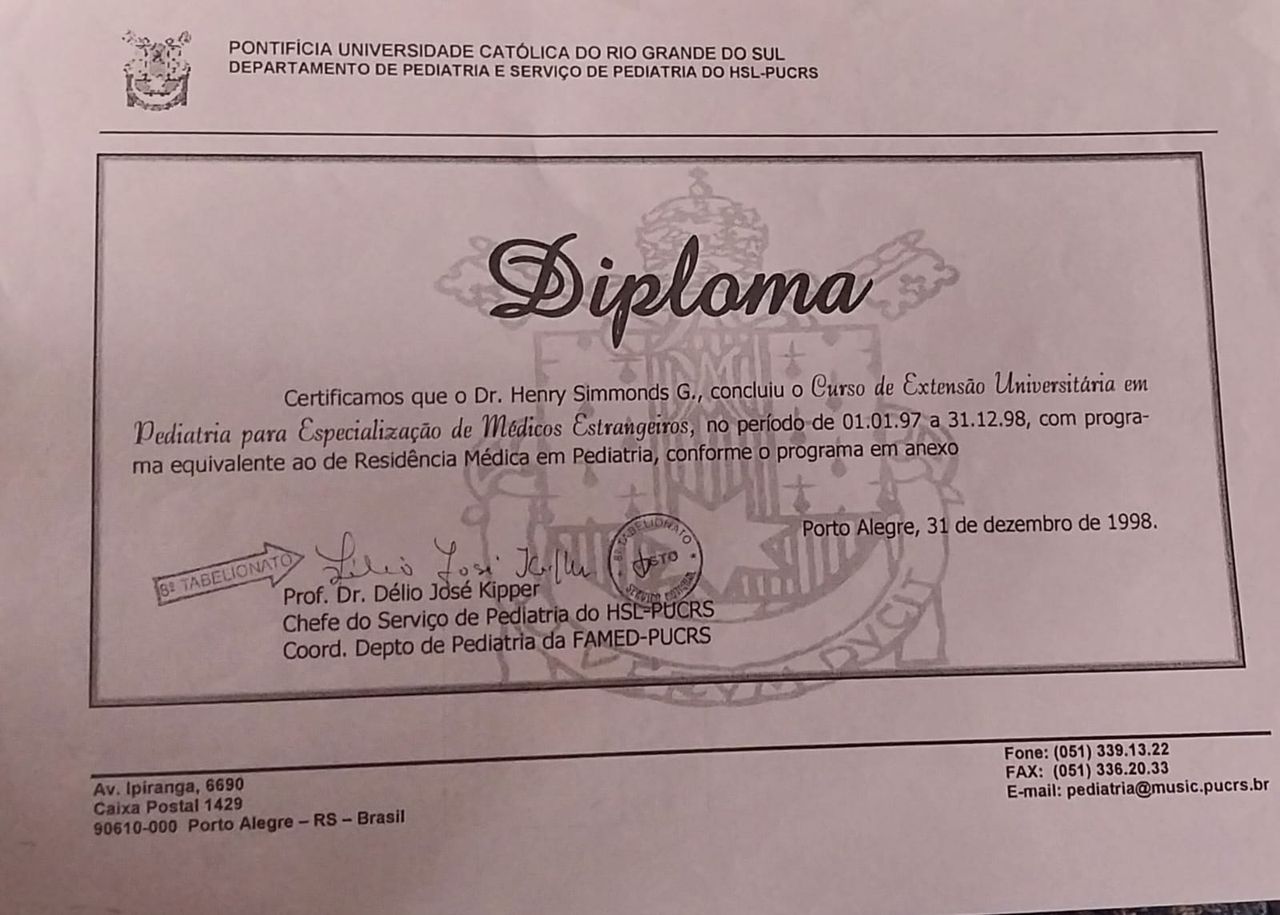 PONTIFÍCIA UNIVERSIDADE CATÓLICA DO RIO GRANDE DO SUL
DEPARTAMENTO DE PEDIATRIA E SERVIÇO DE PEDIATRIA DO HSL-PUCRS
Diploma
Certificamos que o Dr. Henry Simmonds G., concluiu o Curso de Extensão Universitária em
Pediatria para Especialização de Médicos Estrangeiros, no período de 01.01.97 a 31.12.98, com progra-
ma equivalente ao de Residência Médica em Pediatria, conforme o programa em anexo
Porto Alegre, 31 de dezembro de 1998.
8º TABELIONATO
8º TABELIONATO
Prof. Dr. Délio José Kipper
Chefe do Serviço de Pediatria do HSL-PUCRS
Coord. Depto de Pediatria da FAMED-PUCRS
DVCIT
Av. Ipiranga, 6690
Caixa Postal 1429
90610-000 Porto Alegre – RS – Brasil
Fone: (051) 339.13.22
FAX: (051) 336.20.33
E-mail: pediatria@music.pucrs.br